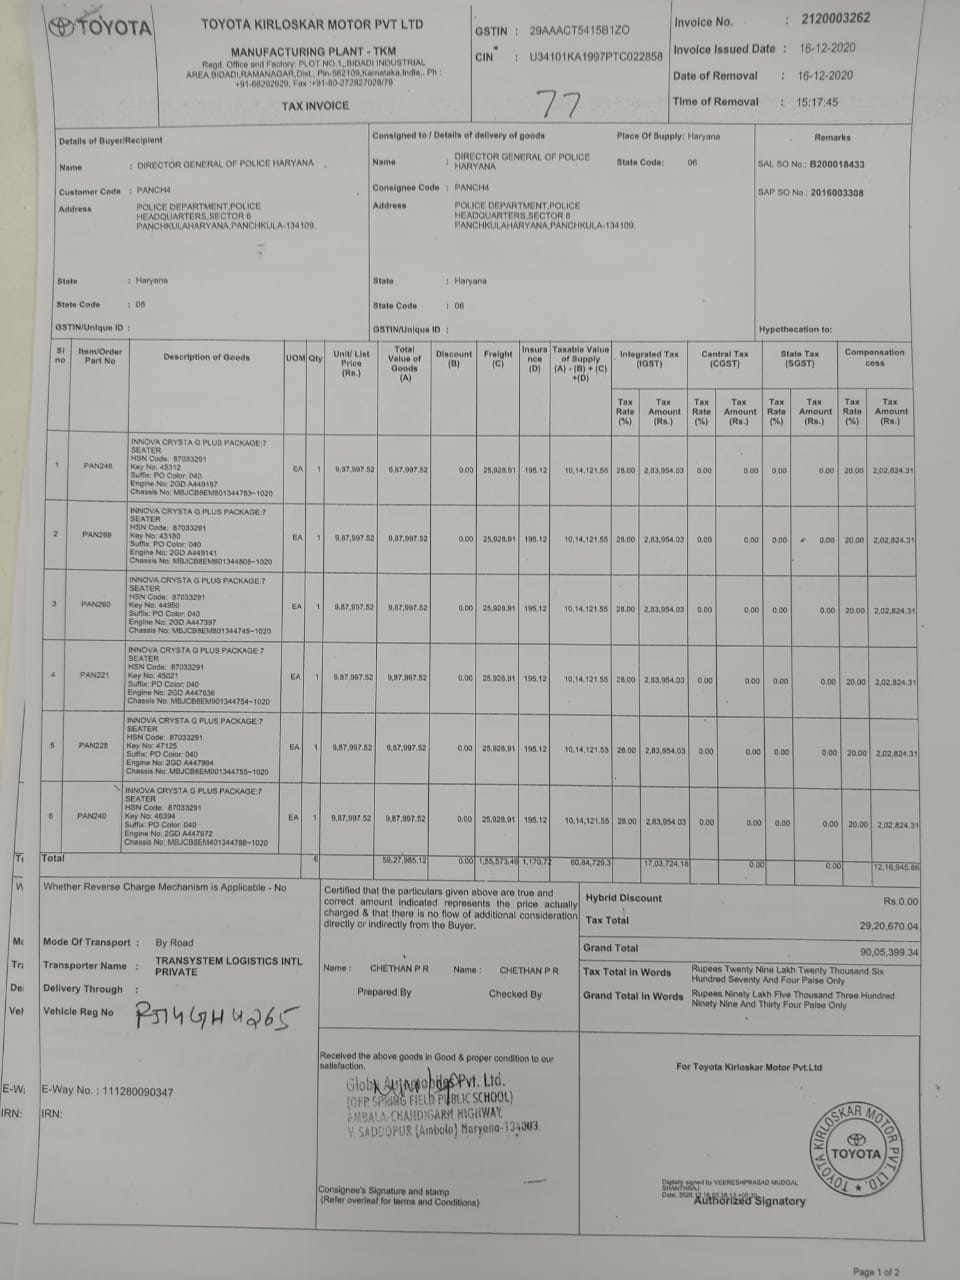 TOYOTA
TOYOTA KIRLOSKAR MOTOR PVT LTD
MANUFACTURING PLANT - TKM
Regd. Office and Factory: PLOT NO.1,,BIDADI INDUSTRIAL
AREA,BIDADI,RAMANAGAR,Dist., Pin-562109,Karnataka,India,. Ph :
+91-66292929, Fax :+91-80-272827028/79
TAX INVOICE
GSTIN : 29AAACT5415B1ZO
CIN* : U34101KA1997PTC022858
77
Invoice No. : 2120003262
Invoice Issued Date : 16-12-2020
Date of Removal : 16-12-2020
Time of Removal : 15:17:45
Details of Buyer/Recipient
Name : DIRECTOR GENERAL OF POLICE HARYANA
Customer Code : PANCH4
Address POLICE DEPARTMENT,POLICE
HEADQUARTERS,SECTOR 6
PANCHKULAHARYANA,PANCHKULA-134109.
State : Haryana
State Code : 06
GSTIN/Unique ID :
Consigned to / Details of delivery of goods
Name : DIRECTOR GENERAL OF POLICE
HARYANA
Consignee Code : PANCH4
Address POLICE DEPARTMENT,POLICE
HEADQUARTERS,SECTOR 6
PANCHKULAHARYANA,PANCHKULA-134109.
State : Haryana
State Code : 06
GSTIN/Unique ID :
Place Of Supply: Haryana
State Code: 06
Remarks
SAL SO No.: B200018433
SAP SO No.: 2016003308
Hypothecation to:
Sl no Item/Order Part No Description of Goods UOM Qty Unit/ List Price (Rs.) Total Value of Goods (A) Discount (B) Freight (C) Insura nce (D) Taxable Value of Supply (A) - (B) + (C) +(D) Integrated Tax (IGST) Central Tax (CGST) State Tax (SGST) Compensation cess
Tax Rate (%) Tax Amount (Rs.) Tax Rate (%) Tax Amount (Rs.) Tax Rate (%) Tax Amount (Rs.) Tax Rate (%) Tax Amount (Rs.)
INNOVA CRYSTA G PLUS PACKAGE:7
SEATER
HSN Code: 87033291
1 PAN248 Key No: 45312 EA 1 9,87,997.52 9,87,997.52 0.00 25,928.91 195.12 10,14,121.55 28.00 2,83,954.03 0.00 0.00 0.00 0.00 20.00 2,02,824.31
Suffix: PO Color: 040
Engine No: 2GD A449187
Chassis No: MBJCB8EM501344783-1020
INNOVA CRYSTA G PLUS PACKAGE:7
SEATER
HSN Code: 87033291
2 PAN269 Key No: 43180 EA 1 9,87,997.52 9,87,997.52 0.00 25,928.91 195.12 10,14,121.55 28.00 2,83,954.03 0.00 0.00 0.00 0.00 20.00 2,02,824.31
Suffix: PO Color: 040
Engine No: 2GD A449141
Chassis No: MBJCB8EM601344808-1020
INNOVA CRYSTA G PLUS PACKAGE:7
SEATER
HSN Code: 87033291
3 PAN260 Key No: 44950 EA 1 9,87,997.52 9,87,997.52 0.00 25,928.91 195.12 10,14,121.55 28.00 2,83,954.03 0.00 0.00 0.00 0.00 20.00 2,02,824.31
Suffix: PO Color: 040
Engine No: 2GD A447397
Chassis No: MBJCB8EM801344745-1020
INNOVA CRYSTA G PLUS PACKAGE:7
SEATER
HSN Code: 87033291
4 PAN221 Key No: 45021 EA 1 9,87,997.52 9,87,997.52 0.00 25,928.91 195.12 10,14,121.55 28.00 2,83,954.03 0.00 0.00 0.00 0.00 20.00 2,02,824.31
Suffix: PO Color: 040
Engine No: 2GD A447836
Chassis No: MBJCB8EM901344754-1020
INNOVA CRYSTA G PLUS PACKAGE:7
SEATER
HSN Code: 87033291
5 PAN228 Key No: 47125 EA 1 9,87,997.52 9,87,997.52 0.00 25,928.91 195.12 10,14,121.55 28.00 2,83,954.03 0.00 0.00 0.00 0.00 20.00 2,02,824.31
Suffix: PO Color: 040
Engine No: 2GD A447994
Chassis No: MBJCB8EM001344755-1020
INNOVA CRYSTA G PLUS PACKAGE:7
SEATER
HSN Code: 87033291
6 PAN240 Key No: 46394 EA 1 9,87,997.52 9,87,997.52 0.00 25,928.91 195.12 10,14,121.55 28.00 2,83,954.03 0.00 0.00 0.00 0.00 20.00 2,02,824.31
Suffix: PO Color: 040
Engine No: 2GD A447972
Chassis No: MBJCB8EM401344788-1020
Total 6 59,27,985.12 0.00 1,55,573.46 1,170.72 60,84,729.3 17,03,724.18 0.00 0.00 12,16,945.86
Whether Reverse Charge Mechanism is Applicable - No
Mode Of Transport : By Road
Transporter Name : TRANSYSTEM LOGISTICS INTL
PRIVATE
Delivery Through :
Vehicle Reg No RJ14GH4265
E-Way No. : 111280090347
IRN:
E-W
IRN:
Certified that the particulars given above are true and
correct amount indicated represents the price actually
charged & that there is no flow of additional consideration
directly or indirectly from the Buyer.
Name : CHETHAN P R Name : CHETHAN P R
Prepared By Checked By
Hybrid Discount Rs.0.00
Tax Total 29,20,670.04
Grand Total 90,05,399.34
Tax Total in Words Rupees Twenty Nine Lakh Twenty Thousand Six
Hundred Seventy And Four Paise Only
Grand Total in Words Rupees Ninety Lakh Five Thousand Three Hundred
Ninety Nine And Thirty Four Paise Only
Received the above goods in Good & proper condition to our
satisfaction.
Globe Automobiles Pvt. Ltd.
(OPP. SPRING FIELD PUBLIC SCHOOL)
AMBALA-CHANDIGARH HIGHWAY,
V. SADDOPUR (Ambala) Haryana-134003.
Consignee's Signature and stamp
(Refer overleaf for terms and Conditions)
For Toyota Kirloskar Motor Pvt.Ltd
TOYOTA KIRLOSKAR MOTOR PVT. LTD.
TOYOTA
Digitally signed by VEERESHPRASAD MUDGAL
SHANTHRAJ
Authorized Signatory
Page 1 of 2